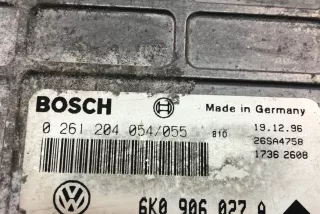 BOSCH
Made in Germany
0 261 204 054/055 810 19.12.96
26SA4758
1736 2608
6K0 906 027 A